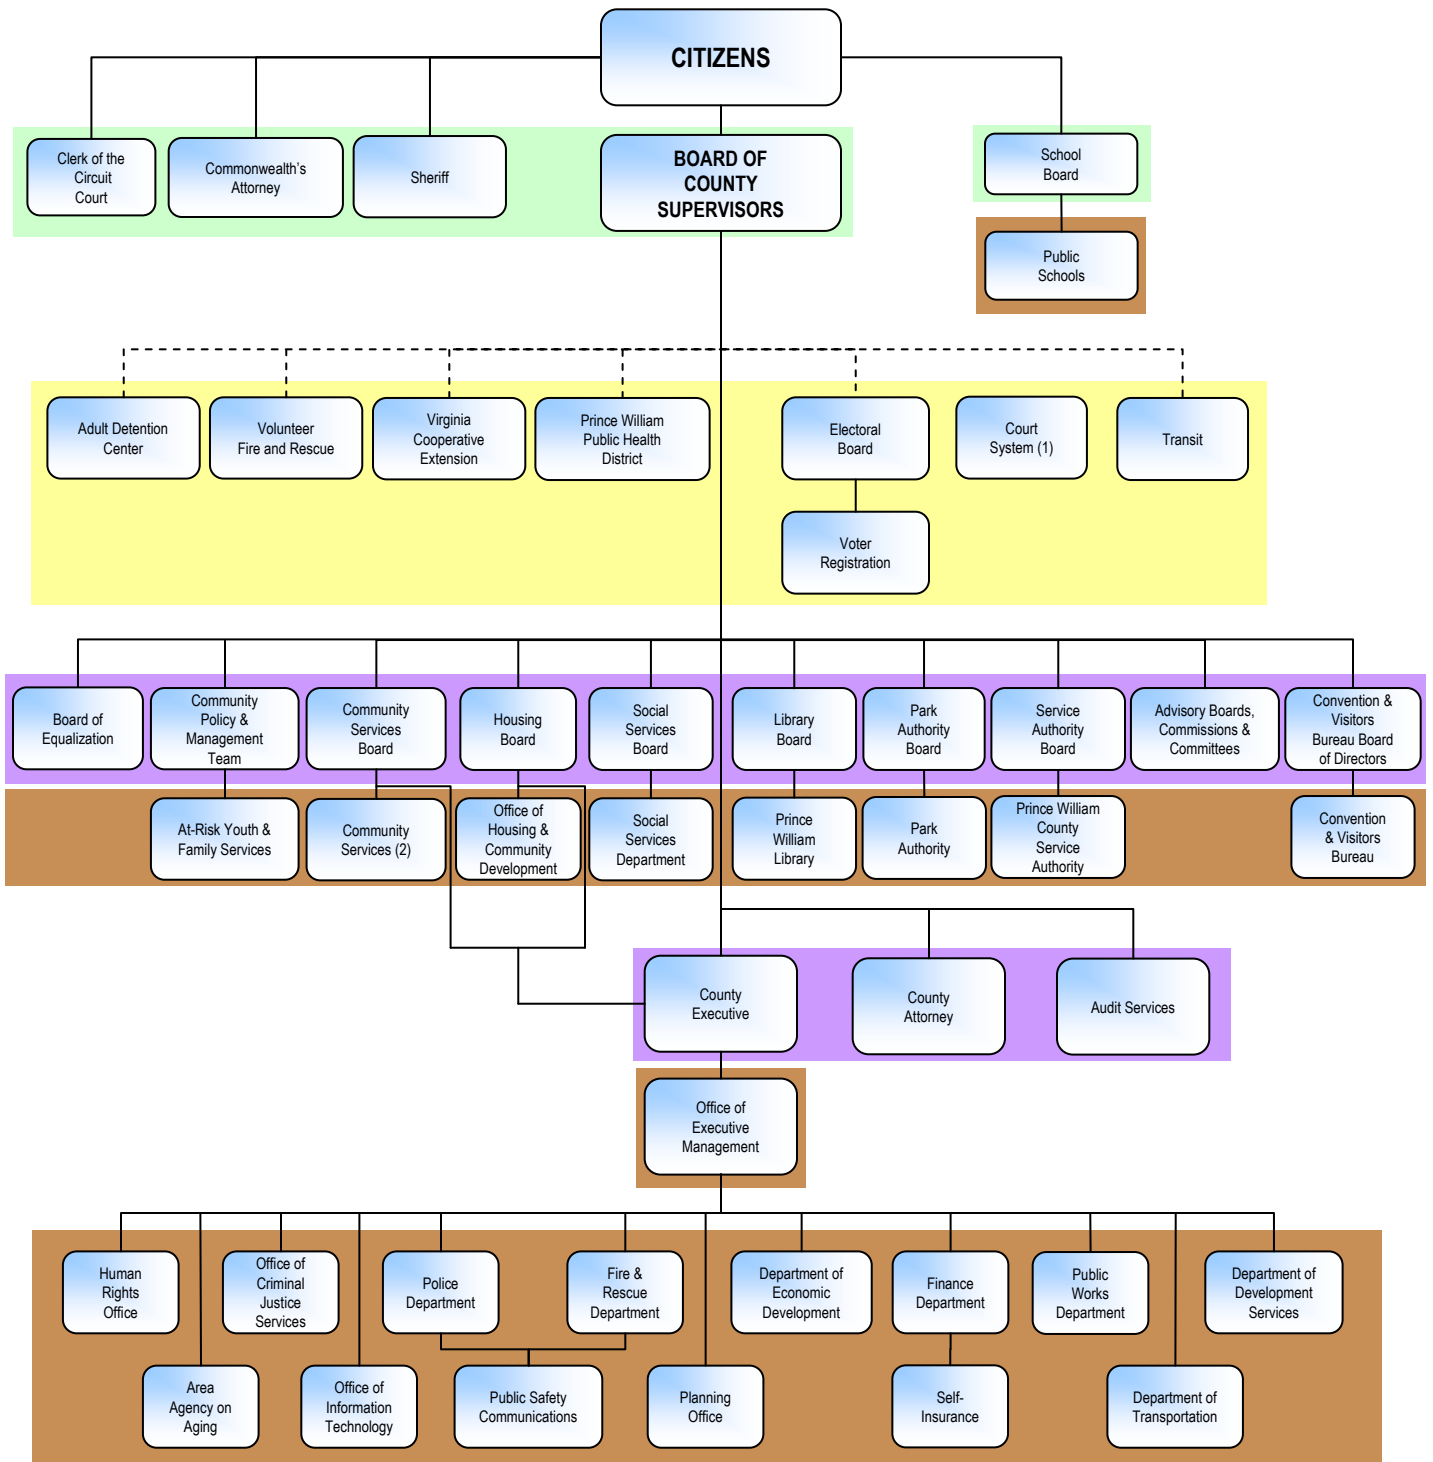 CITIZENS
Clerk of the
Circuit
Court
Commonwealth's
Attorney
Sheriff
BOARD OF
COUNTY
SUPERVISORS
School
Board
Public
Schools
Adult Detention
Center
Volunteer
Fire and Rescue
Virginia
Cooperative
Extension
Prince William
Public Health
District
Electoral
Board
Court
System (1)
Transit
Voter
Registration
Board of
Equalization
Community
Policy &
Management
Team
Community
Services
Board
Housing
Board
Social
Services
Board
Library
Board
Park
Authority
Board
Service
Authority
Board
Advisory Boards,
Commissions &
Committees
Convention &
Visitors
Bureau Board
of Directors
At-Risk Youth &
Family Services
Community
Services (2)
Office of
Housing &
Community
Development
Social
Services
Department
Prince
William
Library
Park
Authority
Prince William
County
Service
Authority
Convention
& Visitors
Bureau
County
Executive
County
Attorney
Audit Services
Office of
Executive
Management
Human
Rights
Office
Office of
Criminal
Justice
Services
Police
Department
Fire &
Rescue
Department
Department of
Economic
Development
Finance
Department
Public
Works
Department
Department of
Development
Services
Area
Agency on
Aging
Office of
Information
Technology
Public Safety
Communications
Planning
Office
Self-
Insurance
Department of
Transportation